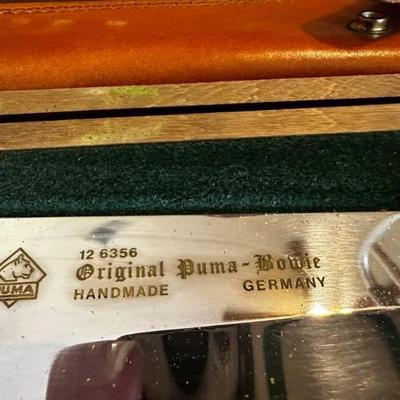 12 6356
Original Puma-Bowie
HANDMADE GERMANY
PUMA